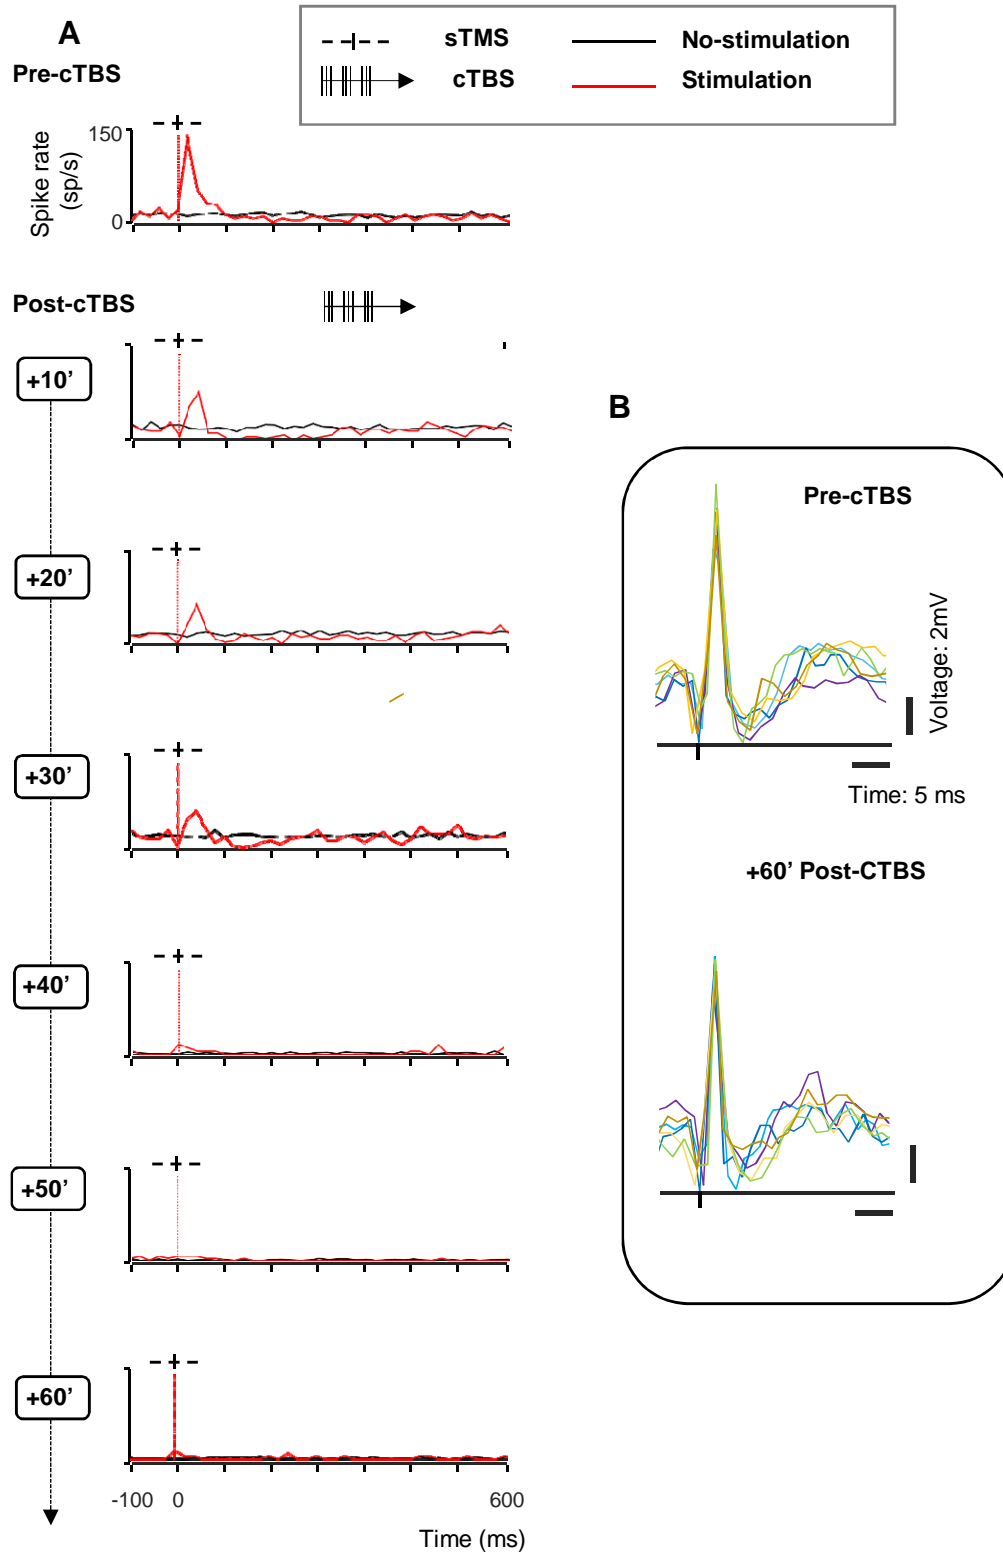 A
sTMS No-stimulation
Pre-cTBS
cTBS Stimulation
150
Spike rate
(sp/s)
0
Post-cTBS
+10’
B
Pre-cTBS
+20’
Voltage: 2mV
+30’
Time: 5 ms
+60’ Post-CTBS
+40’
+50’
+60’
-100 0 600
Time (ms)